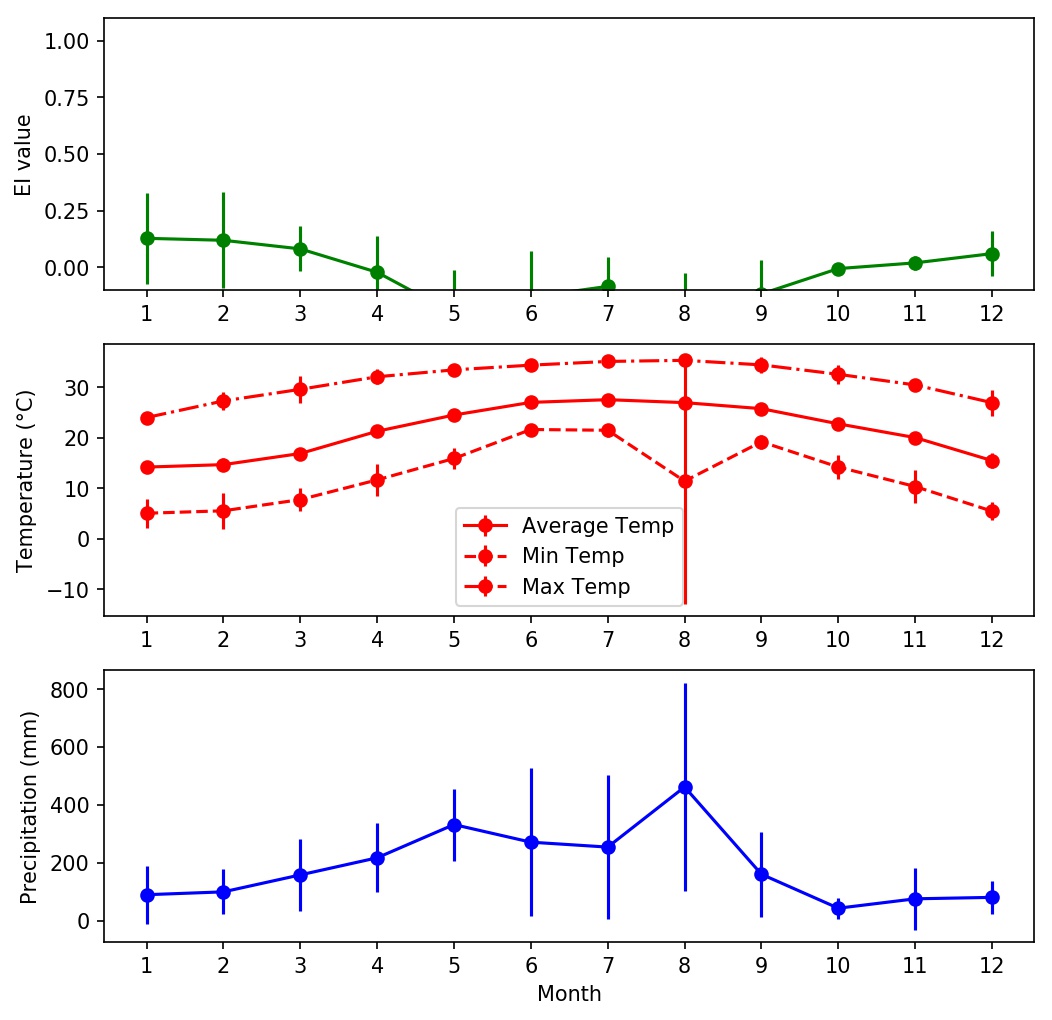 EI value
1.00
0.75
0.50
0.25
0.00
1 2 3 4 5 6 7 8 9 10 11 12
Temperature (°C)
30
20
10
0
−10
Average Temp
Min Temp
Max Temp
1 2 3 4 5 6 7 8 9 10 11 12
Precipitation (mm)
800
600
400
200
0
1 2 3 4 5 6 7 8 9 10 11 12
Month